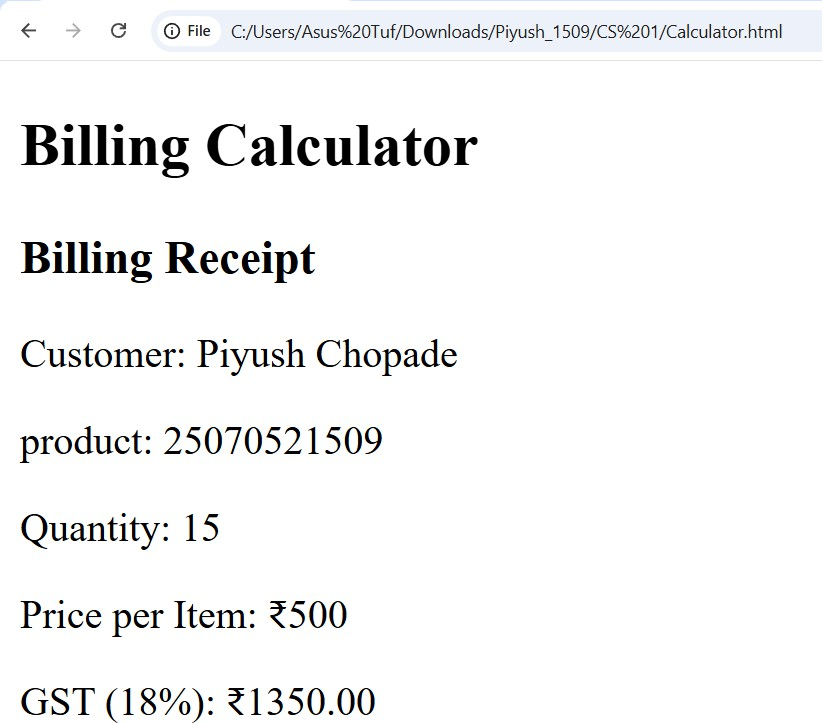 File C:/Users/Asus%20Tuf/Downloads/Piyush_1509/CS%201/Calculator.html
Billing Calculator
Billing Receipt
Customer: Piyush Chopade
product: 25070521509
Quantity: 15
Price per Item: ₹500
GST (18%): ₹1350.00